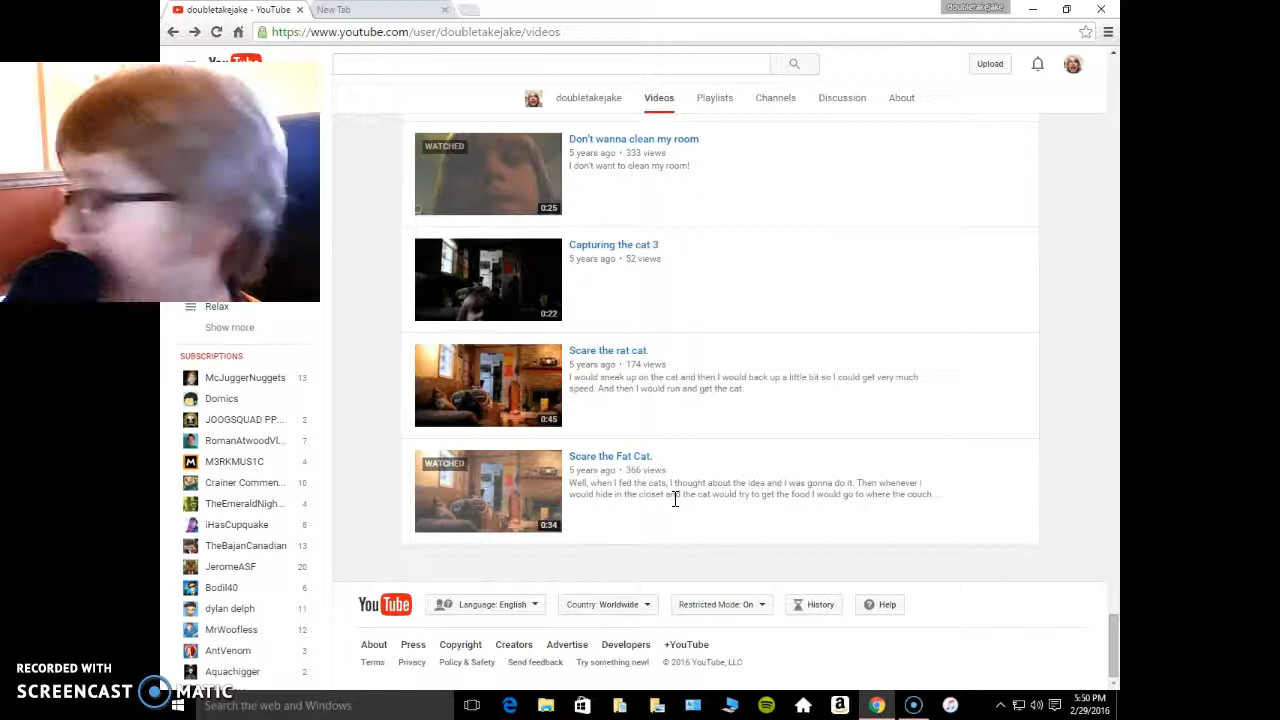 doubletakejake - YouTube
New Tab
doubletakejake
https://www.youtube.com/user/doubletakejake/videos
Upload
doubletakejake
Videos
Playlists
Channels
Discussion
About
WATCHED
0:25
Don't wanna clean my room
5 years ago · 333 views
I don't want to clean my room!
0:22
Capturing the cat 3
5 years ago · 52 views
0:45
Scare the rat cat.
5 years ago · 174 views
I would sneak up on the cat and then I would back up a little bit so I could get very much
speed. And then I would run and get the cat.
WATCHED
0:34
Scare the Fat Cat.
5 years ago · 366 views
Well, when I fed the cats, I thought about the idea and I was gonna do it. Then whenever i
would hide in the closet and the cat would try to get the food I would go to where the couch...
Relax
Show more
SUBSCRIPTIONS
McJuggerNuggets 13
Domics
JOOGSQUAD PP... 2
RomanAtwoodVl... 7
M3RKMUS1C 4
Crainer Commen... 10
TheEmeraldNigh... 4
iHasCupquake 8
TheBajanCanadian 13
JeromeASF 20
Bodil40 6
dylan delph 11
MrWoofless 12
AntVenom 3
Aquachigger 2
YouTube
Language: English
Country: Worldwide
Restricted Mode: On
History
Help
About Press Copyright Creators Advertise Developers +YouTube
Terms Privacy Policy & Safety Send feedback Try something new! © 2016 YouTube, LLC
RECORDED WITH
SCREENCAST MATIC
Search the web and Windows
5:50 PM
2/29/2016